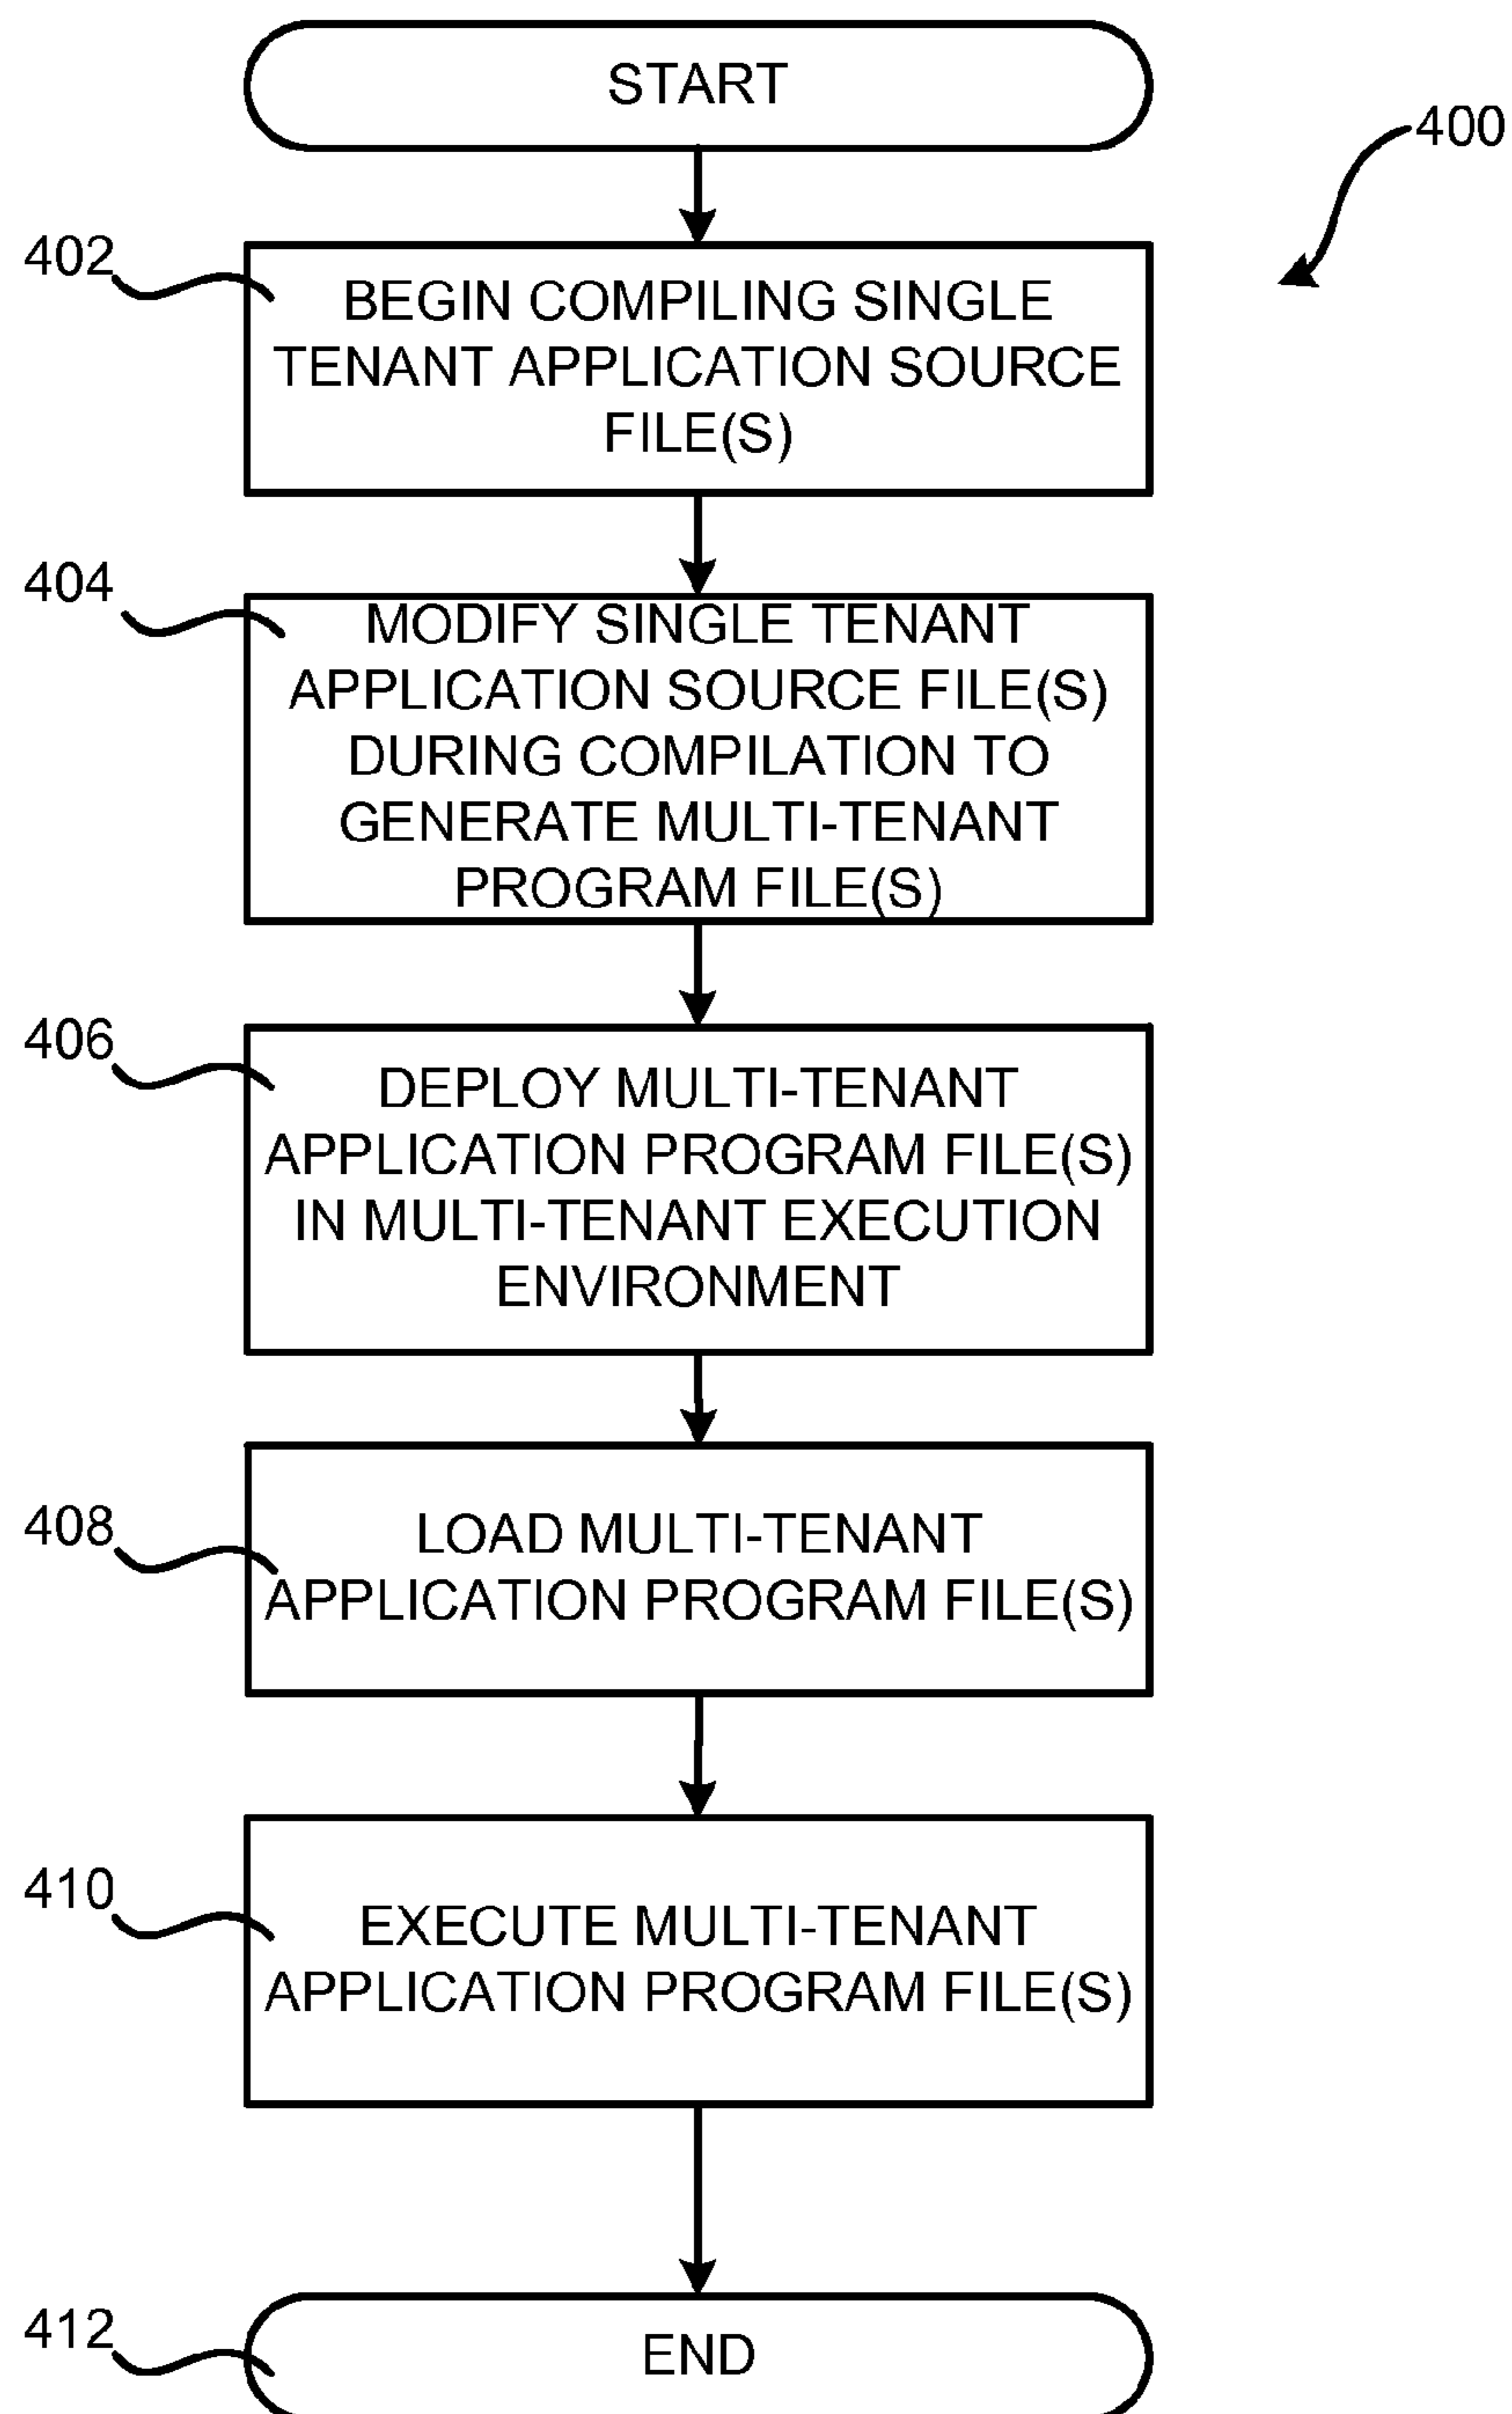 START
400
402
BEGIN COMPILING SINGLE
TENANT APPLICATION SOURCE
FILE(S)
404
MODIFY SINGLE TENANT
APPLICATION SOURCE FILE(S)
DURING COMPILATION TO
GENERATE MULTI-TENANT
PROGRAM FILE(S)
406
DEPLOY MULTI-TENANT
APPLICATION PROGRAM FILE(S)
IN MULTI-TENANT EXECUTION
ENVIRONMENT
408
LOAD MULTI-TENANT
APPLICATION PROGRAM FILE(S)
410
EXECUTE MULTI-TENANT
APPLICATION PROGRAM FILE(S)
412
END